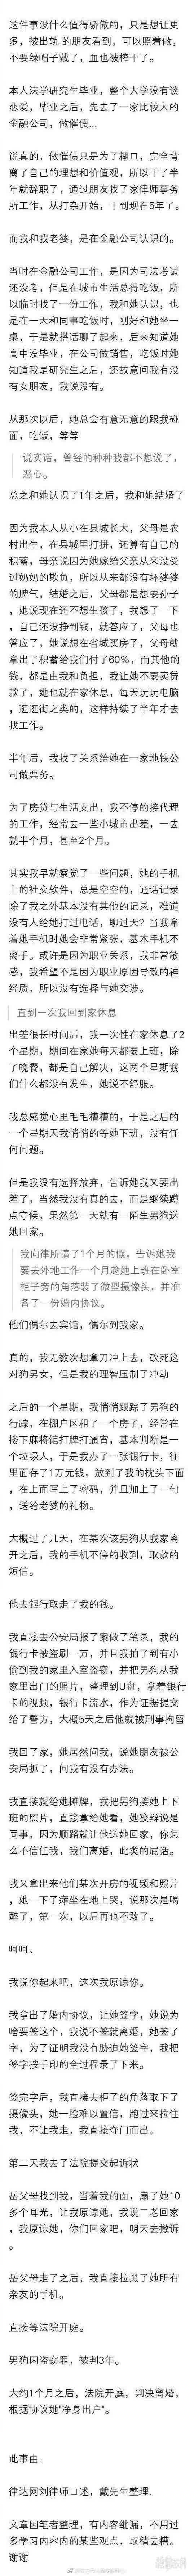 这件事没什么值得骄傲的，只是想让更
多，被出轨 的朋友看到，可以照着做，
不要绿帽子戴了，血也被榨干了。
本人法学研究生毕业，整个大学没有谈
恋爱，毕业之后，先去了一家比较大的
金融公司，做催债...
说真的，做催债只是为了糊口，完全背
离了自己的理想和价值观，所以干了半
年就辞职了，通过朋友找了家律师事务
所工作，从打杂开始，干到现在5年了。
而我和我老婆，是在金融公司认识的。
当时在金融公司工作，是因为司法考试
还没考，但是在城市生活总得吃饭，所
以临时找了一份工作，我和她认识，也
是在一天和同事吃饭时，刚好和她坐一
桌，于是就搭话聊了起来，后来知道她
高中没毕业，在公司做销售，吃饭时她
知道我是研究生之后，还故意问我有没
有女朋友，我说没有。
从那次以后，她总会有意无意的跟我碰
面，吃饭，等等
说实话，曾经的种种我都不想说了，
恶心。
总之和她认识了1年之后，我和她结婚了
因为我本人从小在县城长大，父母是农
村出生，在县城里打拼，还算有自己的
积蓄，母亲说因为她嫁给父亲从来没受
过奶奶的欺负，所以从来都没有坏婆婆
的脾气，结婚之后，父母都是想要孙子
，她说现在还不想生孩子，我想了一下
，自己还没挣到钱，就答应了，父母也
答应了，她说想在省城买房子，父母就
拿出了积蓄给我们付了60%，而其他的
钱，都是由我和负担，我让她不要卖贷
款了，她也就在家休息，每天玩玩电脑
，逛逛街之类的，这样持续了半年才去
找工作。
半年后，我找了关系给她在一家地铁公
司做票务。
为了房贷与生活支出，我不停的接代理
的工作，经常去一些小城市出差，一去
就半个月，甚至2个月。
其实我早就察觉了一些问题，她的手机
上的社交软件，总是空空的，通话记录
除了我之外基本没有其他的记录，难道
没有人给她打过电话，聊过天？当我拿
着她手机时她会非常紧张，基本手机不
离手。或许是因为职业关系，我非常敏
感，我希望不是因为职业原因导致的神
经质，所以没有选择与她交涉。
直到一次我回到家休息
出差很长时间后，我一次性在家休息了2
个星期，期间在家她每天都要上班，除
了晚餐，都是自己解决，这两个星期我
们什么都没有发生，她说不舒服。
我总感觉心里毛毛槽槽的，于是之后的
一个星期天我悄悄的等她下班，没有任
何问题。
但是我没有选择放弃，告诉她我又要出
差了，当然我没有真的去，而是继续蹲
点守候，果然第一天就有一陌生男狗送
她回家。
我向律所请了1个月的假，告诉她我
要去外地工作一个月趁她上班在卧室
柜子旁的角落装了微型摄像头，并准
备了一份婚内协议。
他们偶尔去宾馆，偶尔到我家。
真的，我无数次想拿刀冲上去，砍死这
对狗男女，但是我的理智压制了冲动
之后的一个星期，我悄悄跟踪了男狗的
行踪，在棚户区租了一个房子，经常在
楼下麻将馆打牌打通宵，基本判断是一
个垃圾人，于是我办了一张银行卡，往
里面存了1万元钱，放到了我的枕头下面
，在上面写上了密码，并且加上了一句
，送给老婆的礼物。
大概过了几天，在某次该男狗从我家离
开之后，我的手机不停的收到，取款的
短信。
他去银行取走了我的钱。
我直接去公安局报了案做了笔录，我的
银行卡被盗刷一万，并且我拍了到有小
偷到我的家里入室盗窃，并把男狗从我
家里出门的照片，整理到U盘，拿着银行
卡的视频，银行卡流水，作为证据提交
给了警方，大概5天之后他就被刑事拘留
我回了家，她居然问我，说她朋友被公
安局抓了，问我有没有办法。
我直接就给她摊牌，我把男狗接她上下
班的照片，直接拿给她看，她狡辩说是
同事，因为顺路就让他送她回家，你怎
么不信任我，我们离婚，此类的屁话。
我又拿出来他们某次开房的视频和照片
，她一下子瘫坐在地上哭，说那次是喝
醉了，第一次，以后再也不敢了。
呵呵、
我说你起来吧，这次我原谅你。
我拿出了婚内协议，让她签字，她说为
啥要签这个，我说不签就离婚，她签了
字，为了证明我没有胁迫她签字，我把
签字按手印的全过程录了下来。
签完字后，我直接去柜子的角落取下了
摄像头，她一脸难以置信，跑过来拉住
我，不让我走，我直接夺门而出。
第二天我去了法院提交起诉状
岳父母找到我，当着我的面，扇了她10
多个耳光，让我原谅她，我说二老回家
，我原谅她，你们回家吧，明天去撤诉
。
岳父母走了之后，我直接拉黑了她所有
亲友的手机。
直接等法院开庭。
男狗因盗窃罪，被判3年。
大约1个月之后，法院开庭，判决离婚，
根据协议她"净身出户"。
此事由：
律达网刘律师口述，戴先生整理.
文章因笔者整理，有内容纰漏，不用过
多学习内容内的某些观点，取精去糟。
谢谢